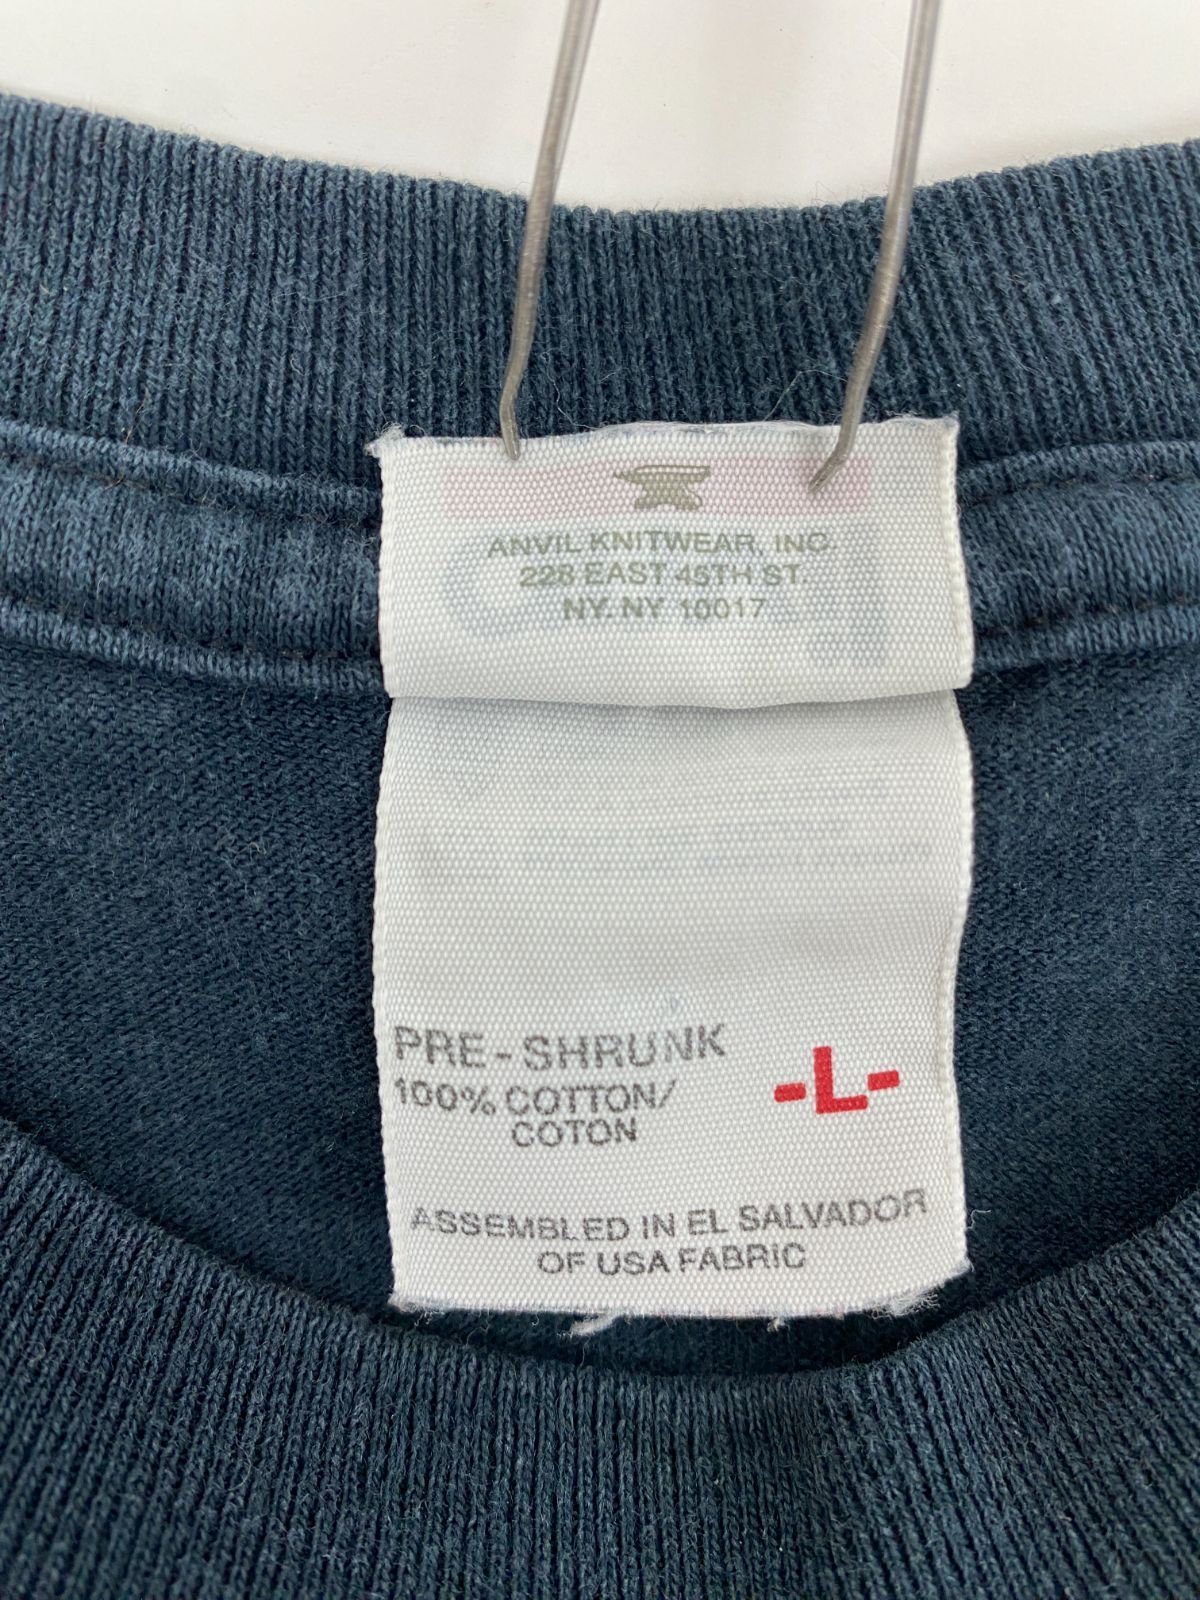 ANVIL KNITWEAR, INC.
228 EAST 45TH ST.
NY. NY 10017
PRE-SHRUNK
100% COTTON/
COTON
-L-
ASSEMBLED IN EL SALVADOR
OF USA FABRIC